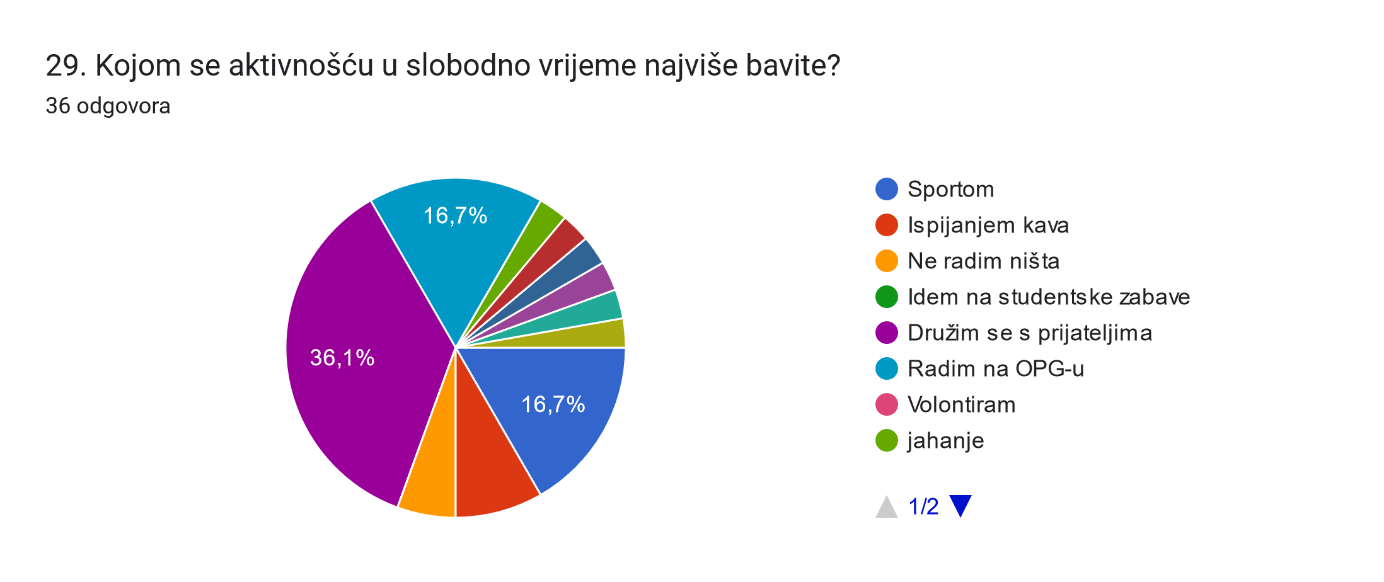 29. Kojom se aktivnošću u slobodno vrijeme najviše bavite?
36 odgovora
16,7%
36,1%
16,7%
Sportom
Ispijanjem kava
Ne radim ništa
Idem na studentske zabave
Družim se s prijateljima
Radim na OPG-u
Volontiram
jahanje
1/2